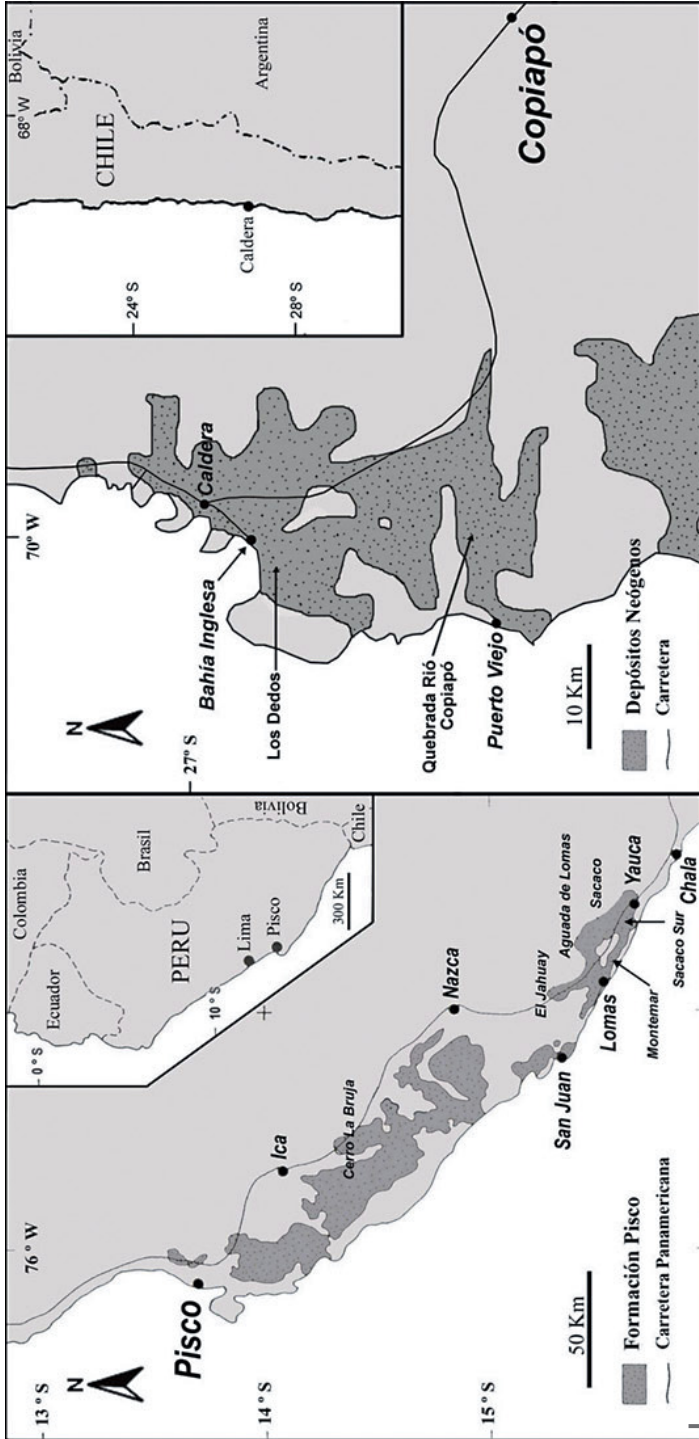 13° S
14° S
15° S
76° W
N
Pisco
Ica
Cerro La Bruja
Nazca
San Juan
El Jahuay
Aguada de Lomas
Sacaco
Lomas
Yauca
Montemar
Sacaco Sur
Chala
50 Km
Formación Pisco
Carretera Panamericana
0° S
10° S
Ecuador
Colombia
PERU
Brasil
Lima
Pisco
Bolivia
Chile
300 Km
27° S
70° W
N
Caldera
Bahía Inglesa
Los Dedos
Quebrada Rió
Copiapó
Puerto Viejo
Copiapó
10 Km
Depósitos Neógenos
Carretera
68° W
Bolivia
CHILE
Argentina
24° S
Caldera
28° S